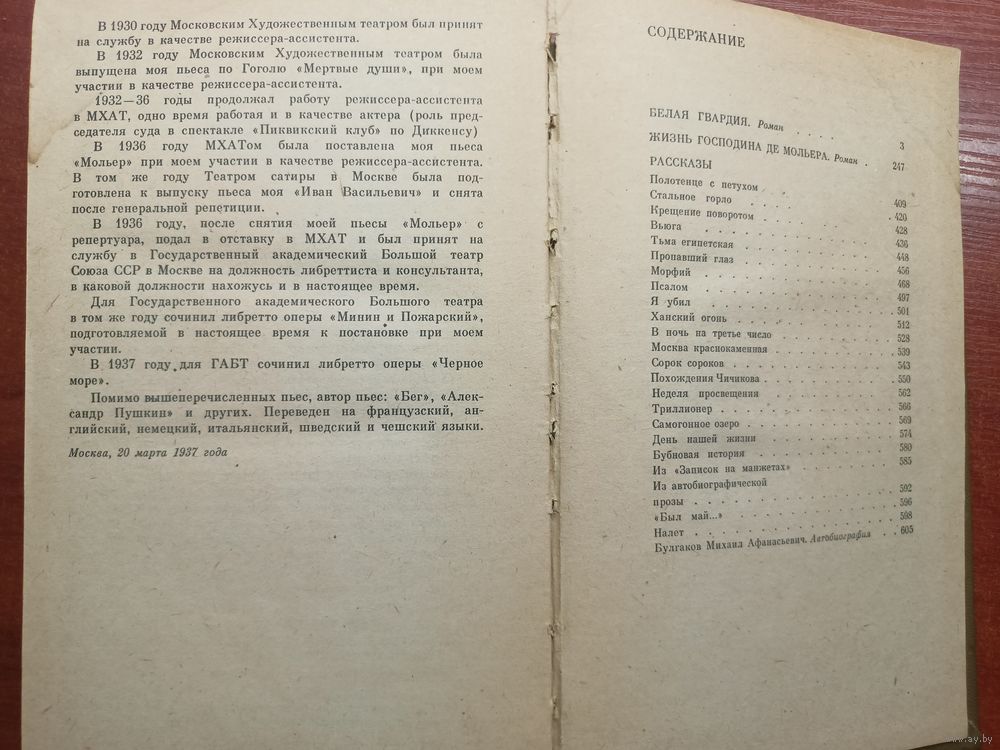 В 1930 году Московским Художественным театром был принят
на службу в качестве режиссера-ассистента.
В 1932 году Московским Художественным театром была
выпущена моя пьеса по Гоголю «Мертвые души», при моем
участии в качестве режиссера-ассистента.
1932—36 годы продолжал работу режиссера-ассистента
в МХАТ, одно время работая и в качестве актера (роль пред-
седателя суда в спектакле «Пиквикский клуб» по Диккенсу)
В 1936 году МХАТом была поставлена моя пьеса
«Мольер» при моем участии в качестве режиссера-ассистента.
В том же году Театром сатиры в Москве была под-
готовлена к выпуску пьеса моя «Иван Васильевич» и снята
после генеральной репетиции.
В 1936 году, после снятия моей пьесы «Мольер» с
репертуара, подал в отставку в МХАТ и был принят на
службу в Государственный академический Большой театр
Союза ССР в Москве на должность либреттиста и консультанта,
в каковой должности нахожусь и в настоящее время.
Для Государственного академического Большого театра
в том же году сочинил либретто оперы «Минин и Пожарский»,
подготовляемой в настоящее время к постановке при моем
участии.
В 1937 году для ГАБТ сочинил либретто оперы «Черное
море».
Помимо вышеперечисленных пьес, автор пьес: «Бег», «Алек-
сандр Пушкин» и других. Переведен на французский, ан-
глийский, немецкий, итальянский, шведский и чешский языки.
Москва, 20 марта 1937 года
СОДЕРЖАНИЕ
БЕЛАЯ ГВАРДИЯ. Роман . . . . 3
ЖИЗНЬ ГОСПОДИНА ДЕ МОЛЬЕРА. Роман . 247
РАССКАЗЫ
Полотенце с петухом . . 409
Стальное горло . . . . 420
Крещение поворотом . . . . 428
Вьюга . . . . 436
Тьма египетская . . . . 448
Пропавший глаз . . . . 456
Морфий . . . . 468
Псалом . . . . 497
Я убил . . . . 501
Ханский огонь . . . . 512
В ночь на третье число . . . . 528
Москва краснокаменная . . . . 539
Сорок сороков . . . . 543
Похождения Чичикова . . . . 550
Неделя просвещения . . . . 562
Триллионер . . . . 566
Самогонное озеро . . . . 569
День нашей жизни . . . . 574
Бубновая история . . . . 580
Из «Записок на манжетах» . . . . 585
Из автобиографической
прозы . . . . 592
«Был май...» . . . . 596
Налет . . . . 598
Булгаков Михаил Афанасьевич. Автобиография . . 605
www.ay.by